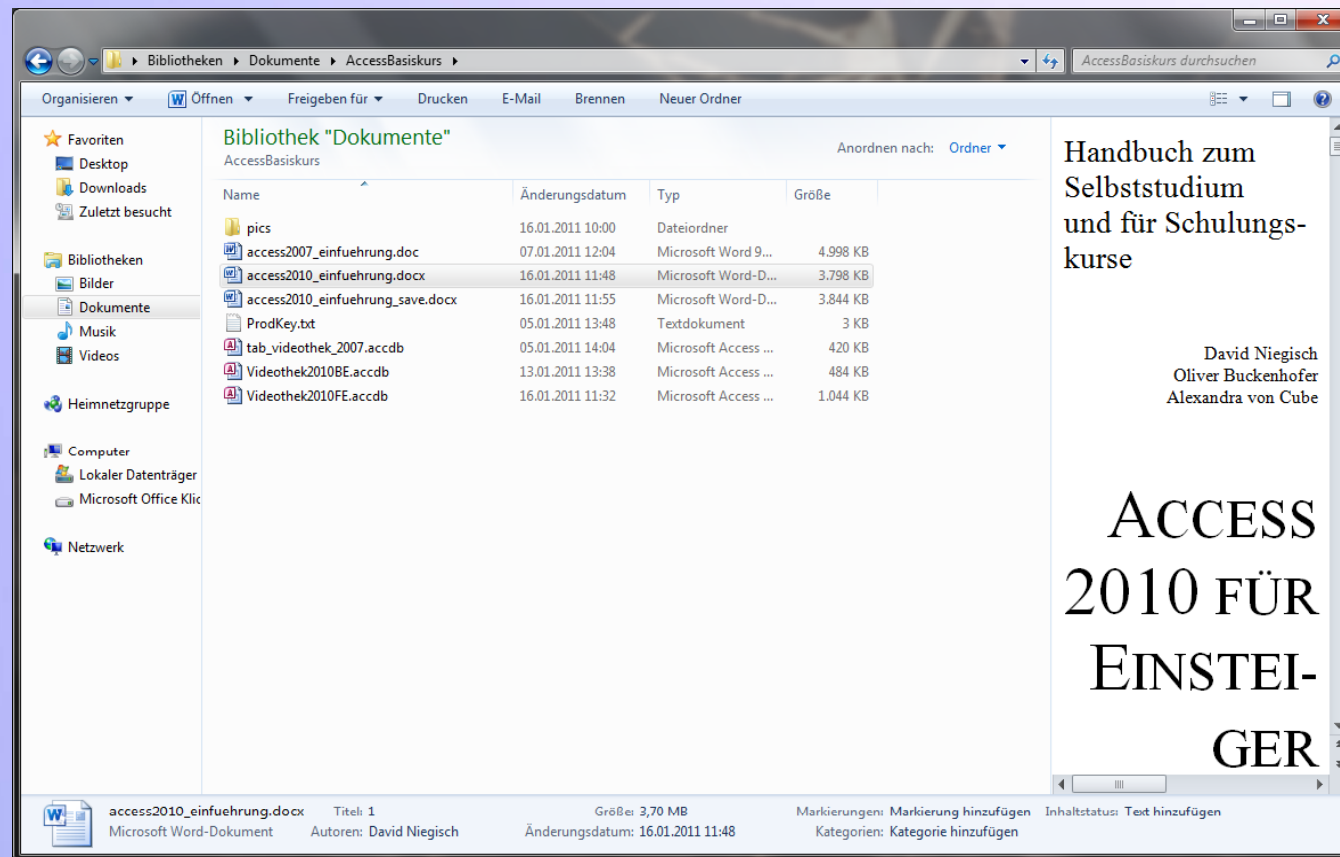 Bibliotheken Dokumente AccessBasiskurs
AccessBasiskurs durchsuchen
Organisieren Öffnen Freigeben für Drucken E-Mail Brennen Neuer Ordner
Favoriten
Desktop
Downloads
Zuletzt besucht
Bibliotheken
Bilder
Dokumente
Musik
Videos
Heimnetzgruppe
Computer
Lokaler Datenträger
Microsoft Office Klic
Netzwerk
Bibliothek "Dokumente"
AccessBasiskurs
Anordnen nach: Ordner
Name Änderungsdatum Typ Größe
pics 16.01.2011 10:00 Dateiordner
access2007_einfuehrung.doc 07.01.2011 12:04 Microsoft Word 9... 4.998 KB
access2010_einfuehrung.docx 16.01.2011 11:48 Microsoft Word-D... 3.798 KB
access2010_einfuehrung_save.docx 16.01.2011 11:55 Microsoft Word-D... 3.844 KB
ProdKey.txt 05.01.2011 13:48 Textdokument 3 KB
tab_videothek_2007.accdb 05.01.2011 14:04 Microsoft Access ... 420 KB
Videothek2010BE.accdb 13.01.2011 13:38 Microsoft Access ... 484 KB
Videothek2010FE.accdb 16.01.2011 11:32 Microsoft Access ... 1.044 KB
Handbuch zum
Selbststudium
und für Schulungs-
kurse
David Niegisch
Oliver Buckenhofer
Alexandra von Cube
ACCESS
2010 FÜR
EINSTEI-
GER
access2010_einfuehrung.docx Titel: 1 Größe: 3,70 MB Markierungen: Markierung hinzufügen Inhaltstatus: Text hinzufügen
Microsoft Word-Dokument Autoren: David Niegisch Änderungsdatum: 16.01.2011 11:48 Kategorien: Kategorie hinzufügen